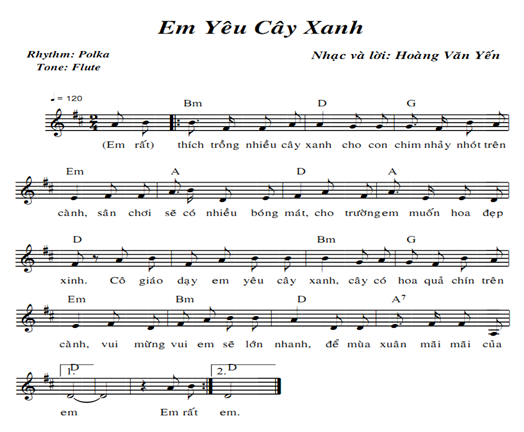 Em Yêu Cây Xanh
Rhythm: Polka
Tone: Flute
Nhạc và lời: Hoàng Văn Yến
♩ = 120
2/4
Bm D G
(Em rất) thích trồng nhiều cây xanh cho con chim nhảy nhót trên
Em A D A
cành, sân chơi sẽ có nhiều bóng mát, cho trườngem muốn hoa đẹp
D Bm G
xinh. Cô giáo dạy em yêu cây xanh, cây có hoa quả chín trên
Em Bm D A7
cành, vui mừng vui em sẽ lớn nhanh, để mùa xuân mãi mãi của
1. D 2. D
em Em rất em.